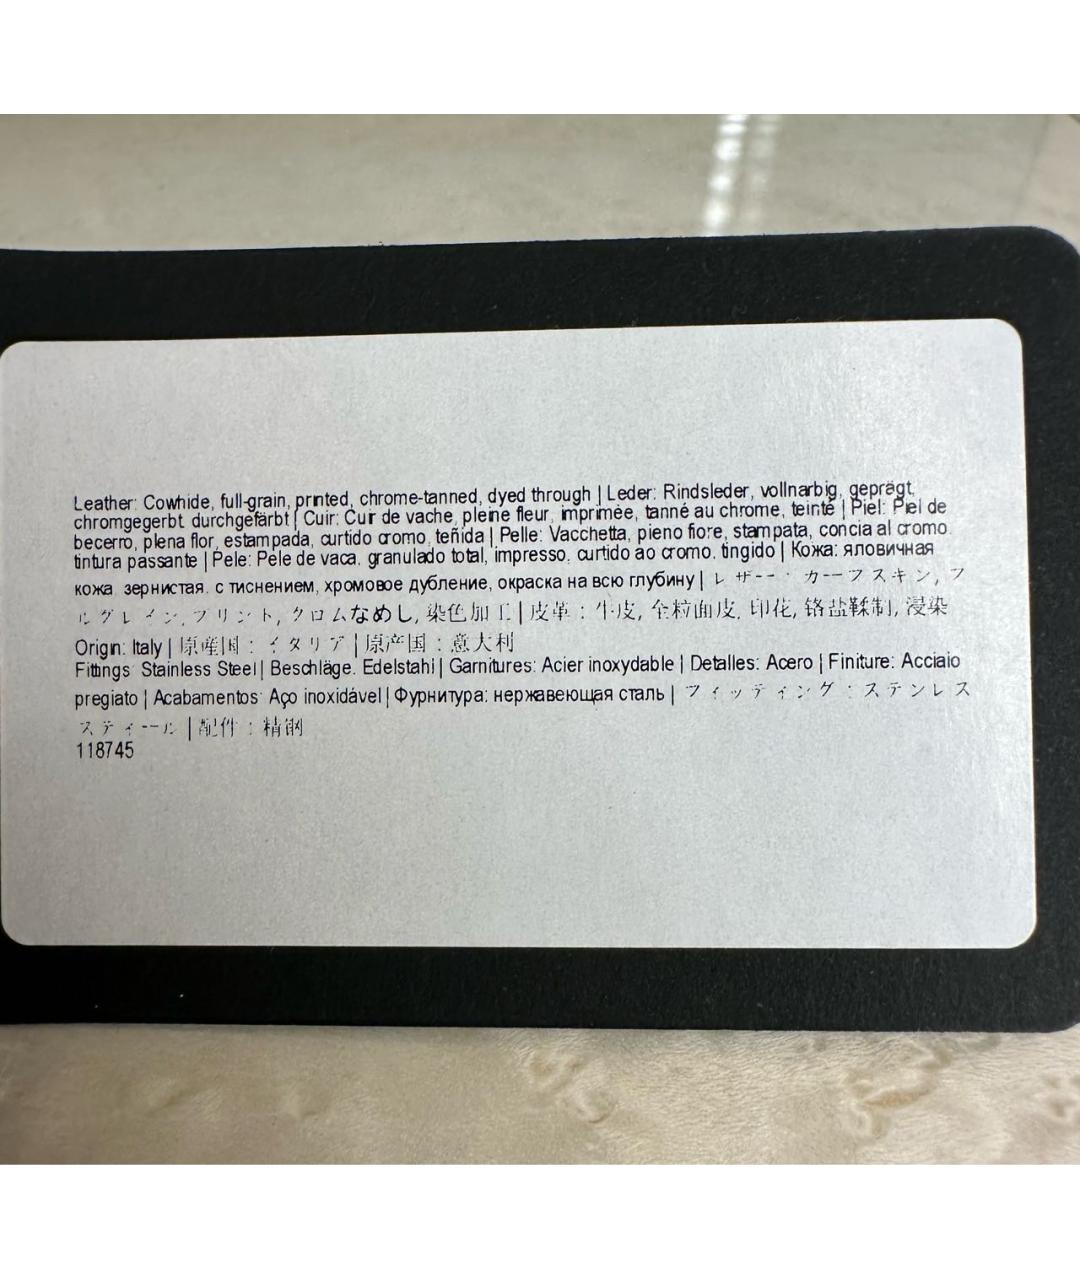 Leather: Cowhide, full-grain, printed, chrome-tanned, dyed through | Leder: Rindsleder, vollnarbig, geprägt,
chromgegerbt, durchgefärbt | Cuir: Cuir de vache, pleine fleur, imprimée, tanné au chrome, teinté | Piel: Piel de
becerro, plena flor, estampada, curtido cromo, teñida | Pelle: Vacchetta, pieno fiore, stampata, concia al cromo,
tintura passante | Pele: Pele de vaca, granulado total, impresso, curtido ao cromo, tingido | Кожа: яловичная
кожа, зернистая, с тиснением, хромовое дубление, окраска на всю глубину | レザー: カーフスキン, フ
ルグレイン, プリント, クロムなめし, 染色加工 | 皮革：牛皮, 全粒面皮, 印花, 铬盐鞣制, 浸染
Origin: Italy | 原産国：イタリア | 原产国：意大利
Fittings: Stainless Steel | Beschläge: Edelstahl | Garnitures: Acier inoxydable | Detalles: Acero | Finiture: Acciaio
pregiato | Acabamentos: Aço inoxidável | Фурнитура: нержавеющая сталь | フィッティング：ステンレス
スティール | 配件：精钢
118745